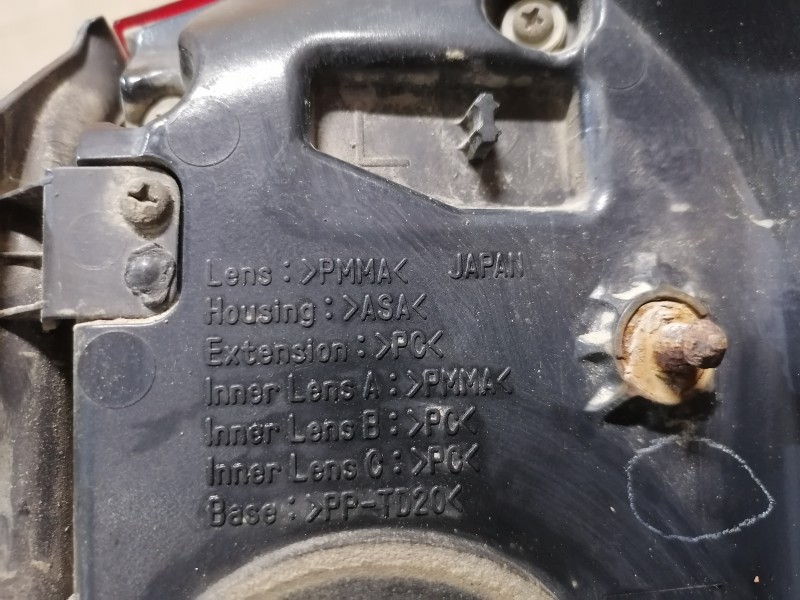 L
Lens : >PMMA< JAPAN
Housing : >ASA<
Extension : >PC<
Inner Lens A : >PMMA<
Inner Lens B : >PC<
Inner Lens C : >PC<
Base : >PP-TD20<